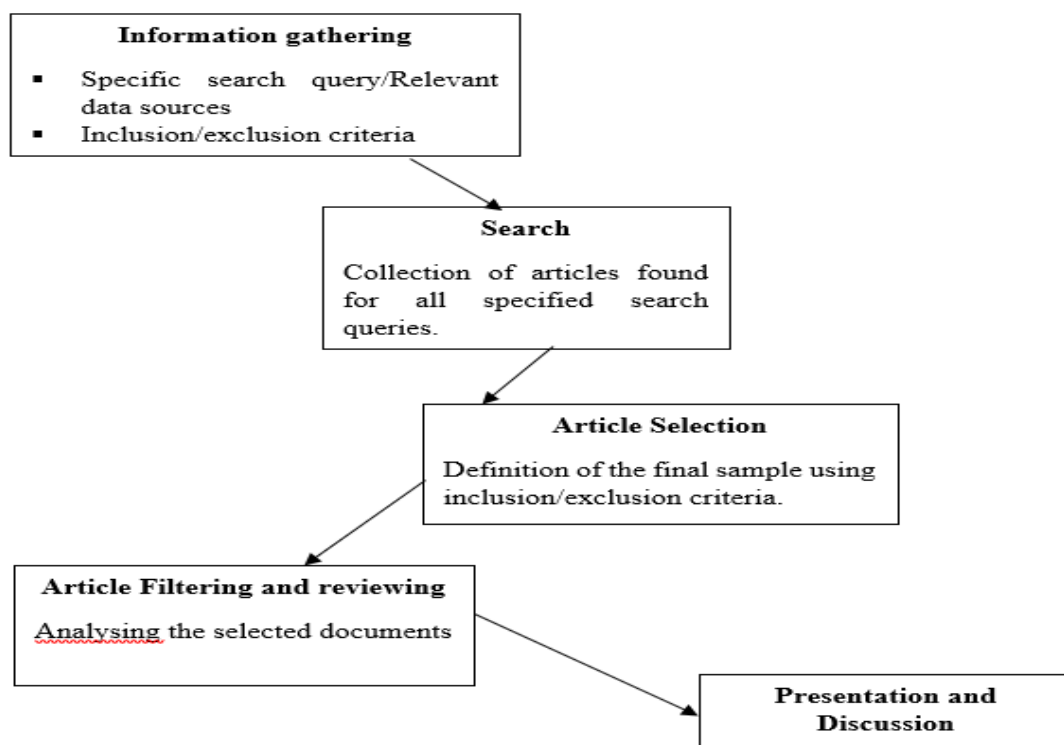 Information gathering
▪ Specific search query/Relevant
data sources
▪ Inclusion/exclusion criteria
Search
Collection of articles found
for all specified search
queries.
Article Selection
Definition of the final sample using
inclusion/exclusion criteria.
Article Filtering and reviewing
Analysing the selected documents
Presentation and
Discussion